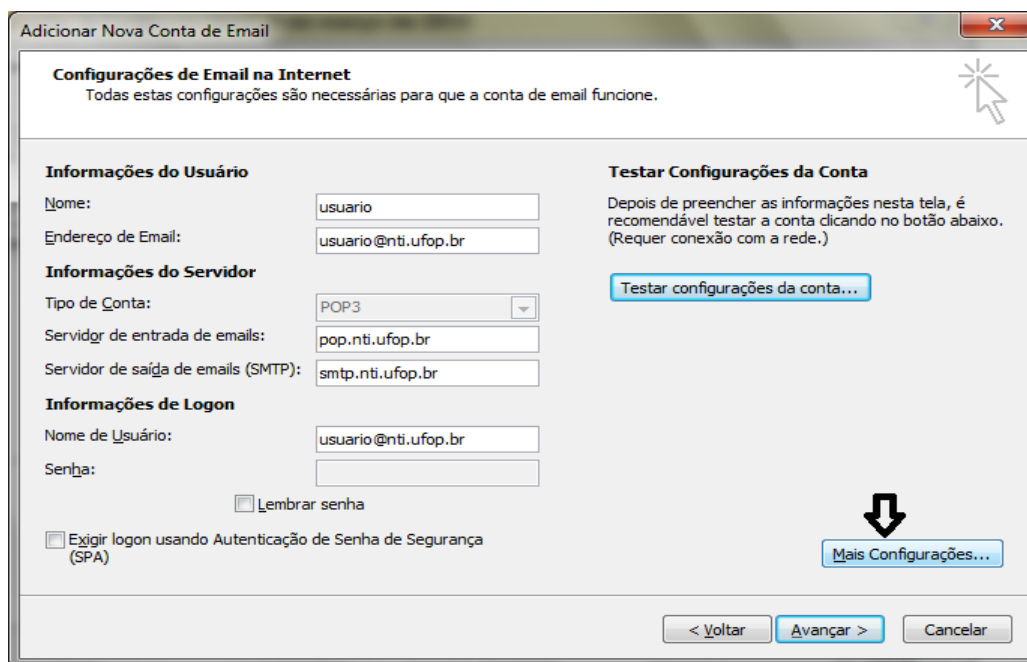 Adicionar Nova Conta de Email
Configurações de Email na Internet
Todas estas configurações são necessárias para que a conta de email funcione.
Informações do Usuário
Nome:
usuario
Endereço de Email:
usuario@nti.ufop.br
Informações do Servidor
Tipo de Conta:
POP3
Servidor de entrada de emails:
pop.nti.ufop.br
Servidor de saída de emails (SMTP):
smtp.nti.ufop.br
Informações de Logon
Nome de Usuário:
usuario@nti.ufop.br
Senha:
Lembrar senha
Exigir logon usando Autenticação de Senha de Segurança
(SPA)
Testar Configurações da Conta
Depois de preencher as informações nesta tela, é
recomendável testar a conta clicando no botão abaixo.
(Requer conexão com a rede.)
Testar configurações da conta...
Mais Configurações...
< Voltar
Avançar >
Cancelar